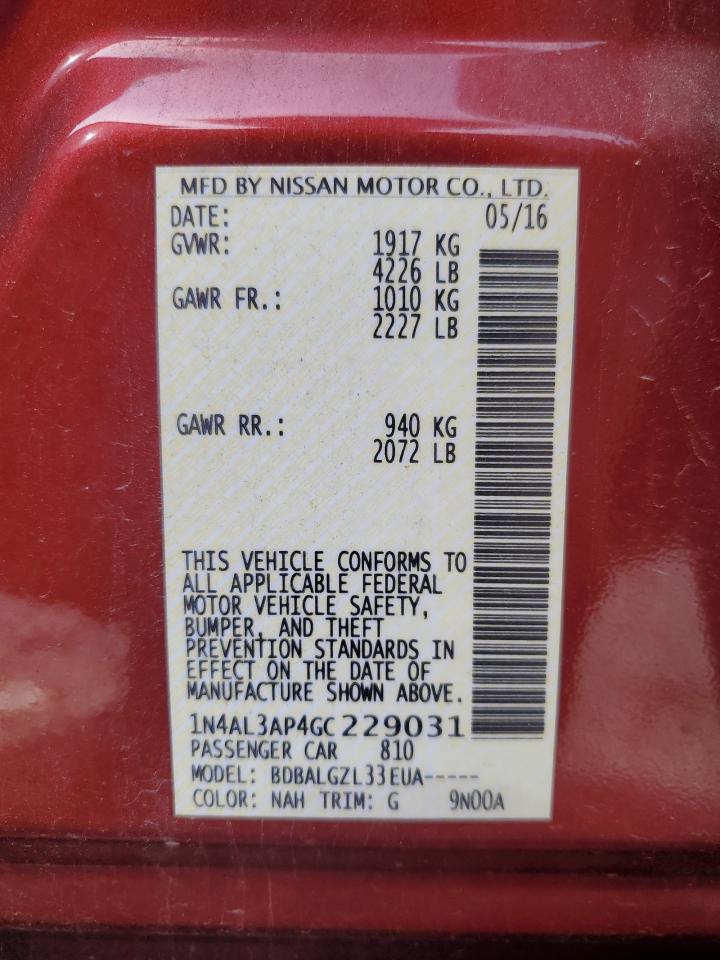 MFD BY NISSAN MOTOR CO., LTD.
DATE: 05/16
GVWR: 1917 KG
4226 LB
GAWR FR.: 1010 KG
2227 LB
GAWR RR.: 940 KG
2072 LB
THIS VEHICLE CONFORMS TO
ALL APPLICABLE FEDERAL
MOTOR VEHICLE SAFETY,
BUMPER, AND THEFT
PREVENTION STANDARDS IN
EFFECT ON THE DATE OF
MANUFACTURE SHOWN ABOVE.
1N4AL3AP4GC229031
PASSENGER CAR 810
MODEL: BDBALGZL33EUA-----
COLOR: NAH TRIM: G 9N00A